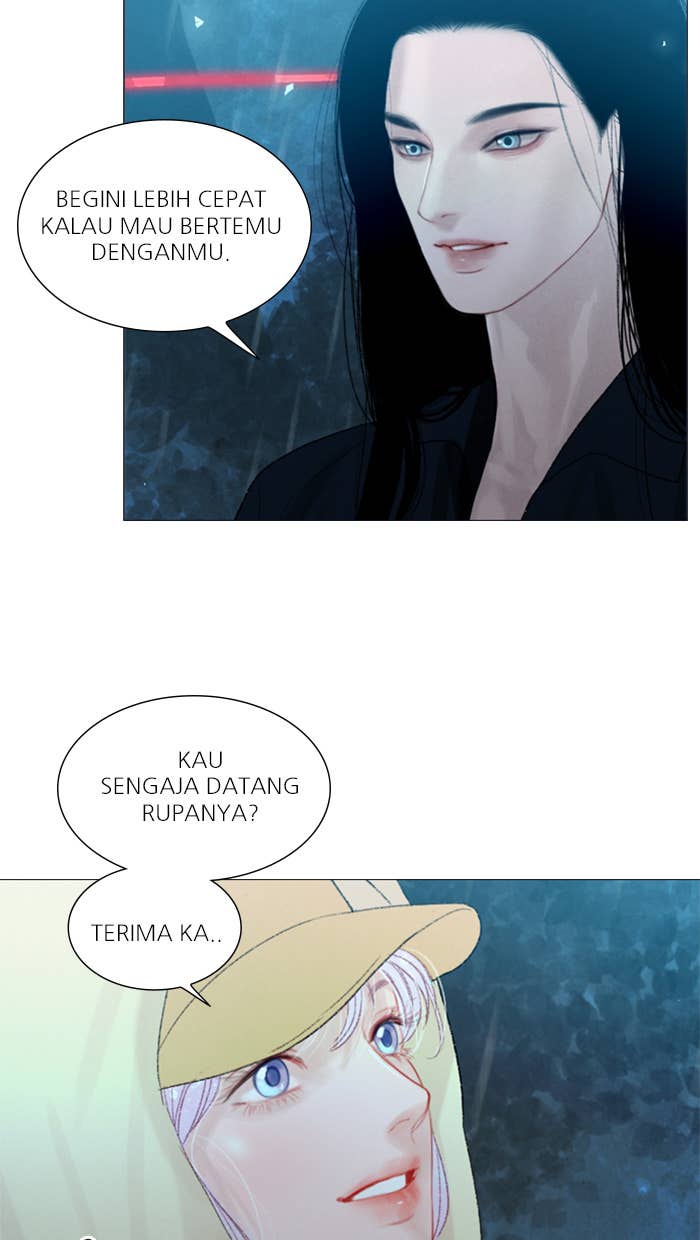 BEGINI LEBIH CEPAT
KALAU MAU BERTEMU
DENGANMU.
KAU
SENGAJA DATANG
RUPANYA?
TERIMA KA..